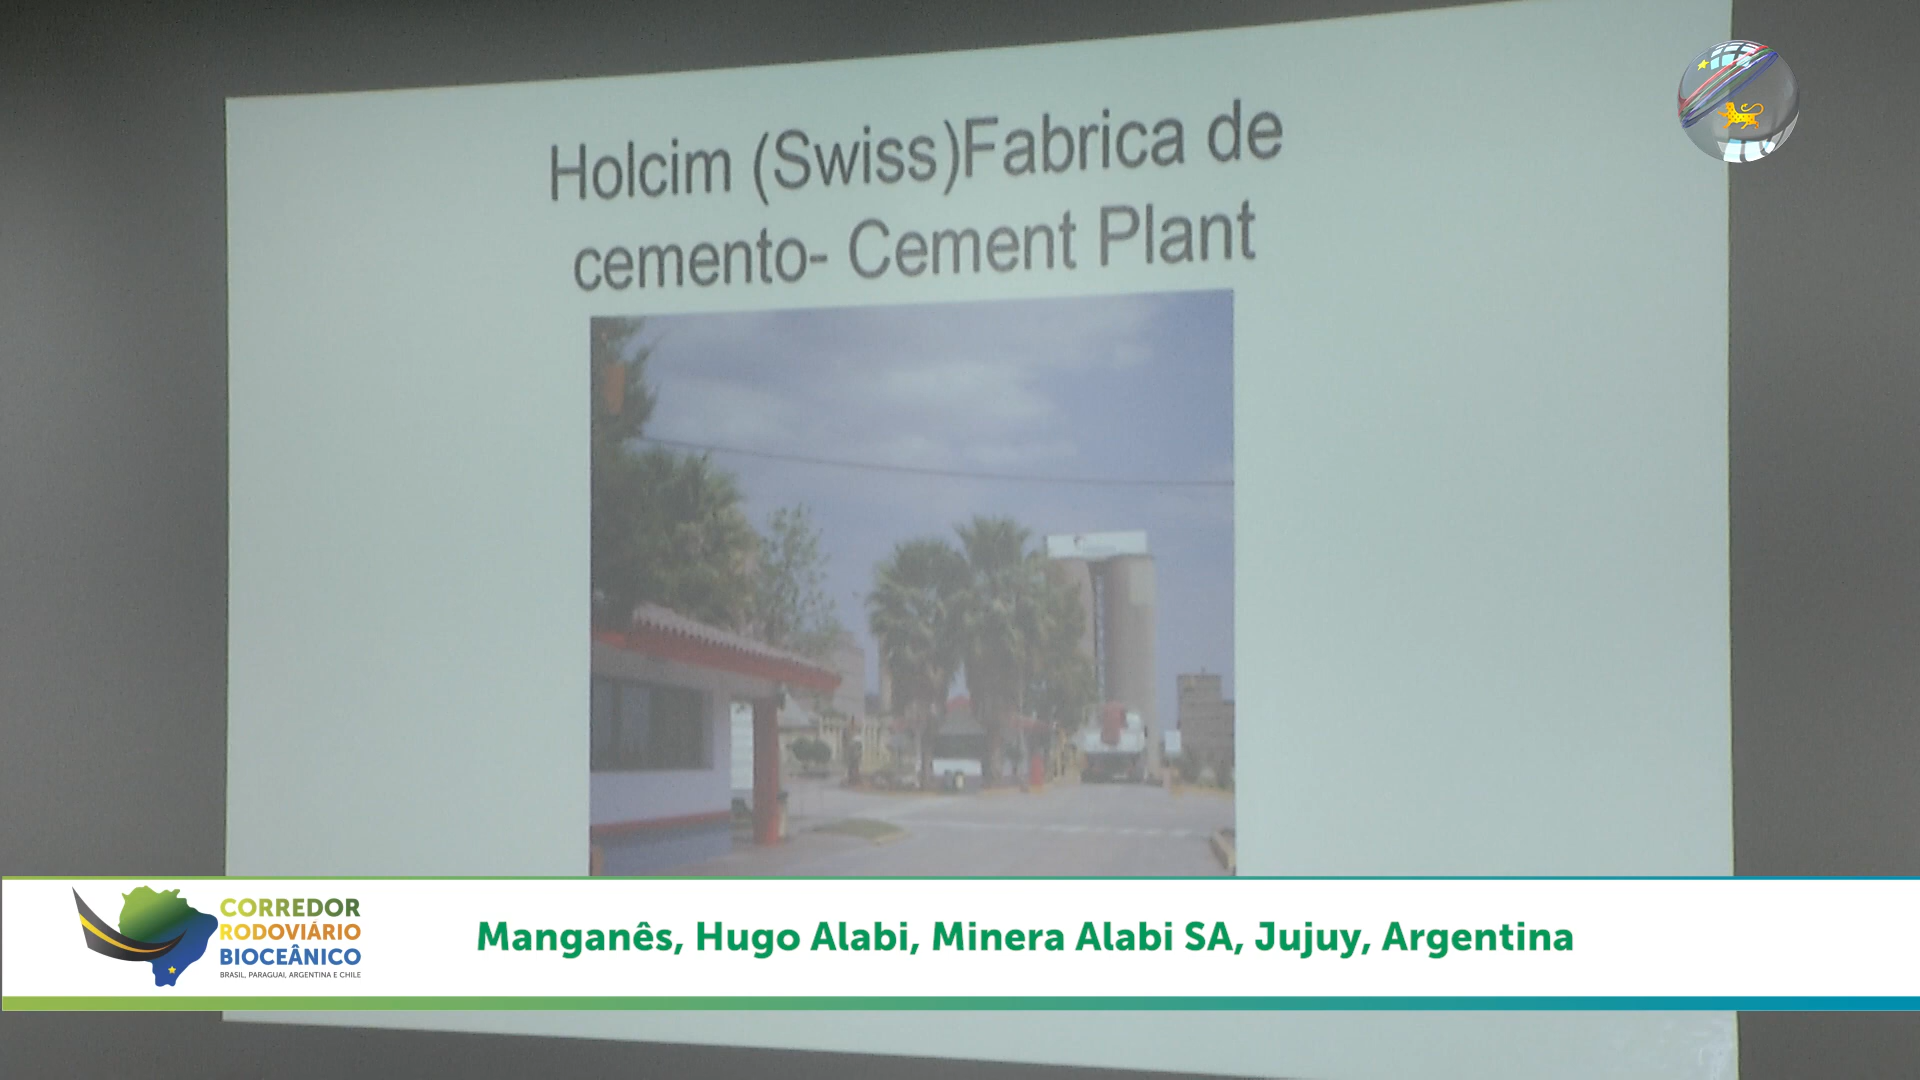 Holcim (Swiss)Fabrica de
cemento- Cement Plant
CORREDOR
RODOVIÁRIO
BIOCEÂNICO
BRASIL, PARAGUAI, ARGENTINA E CHILE
Manganês, Hugo Alabi, Minera Alabi SA, Jujuy, Argentina